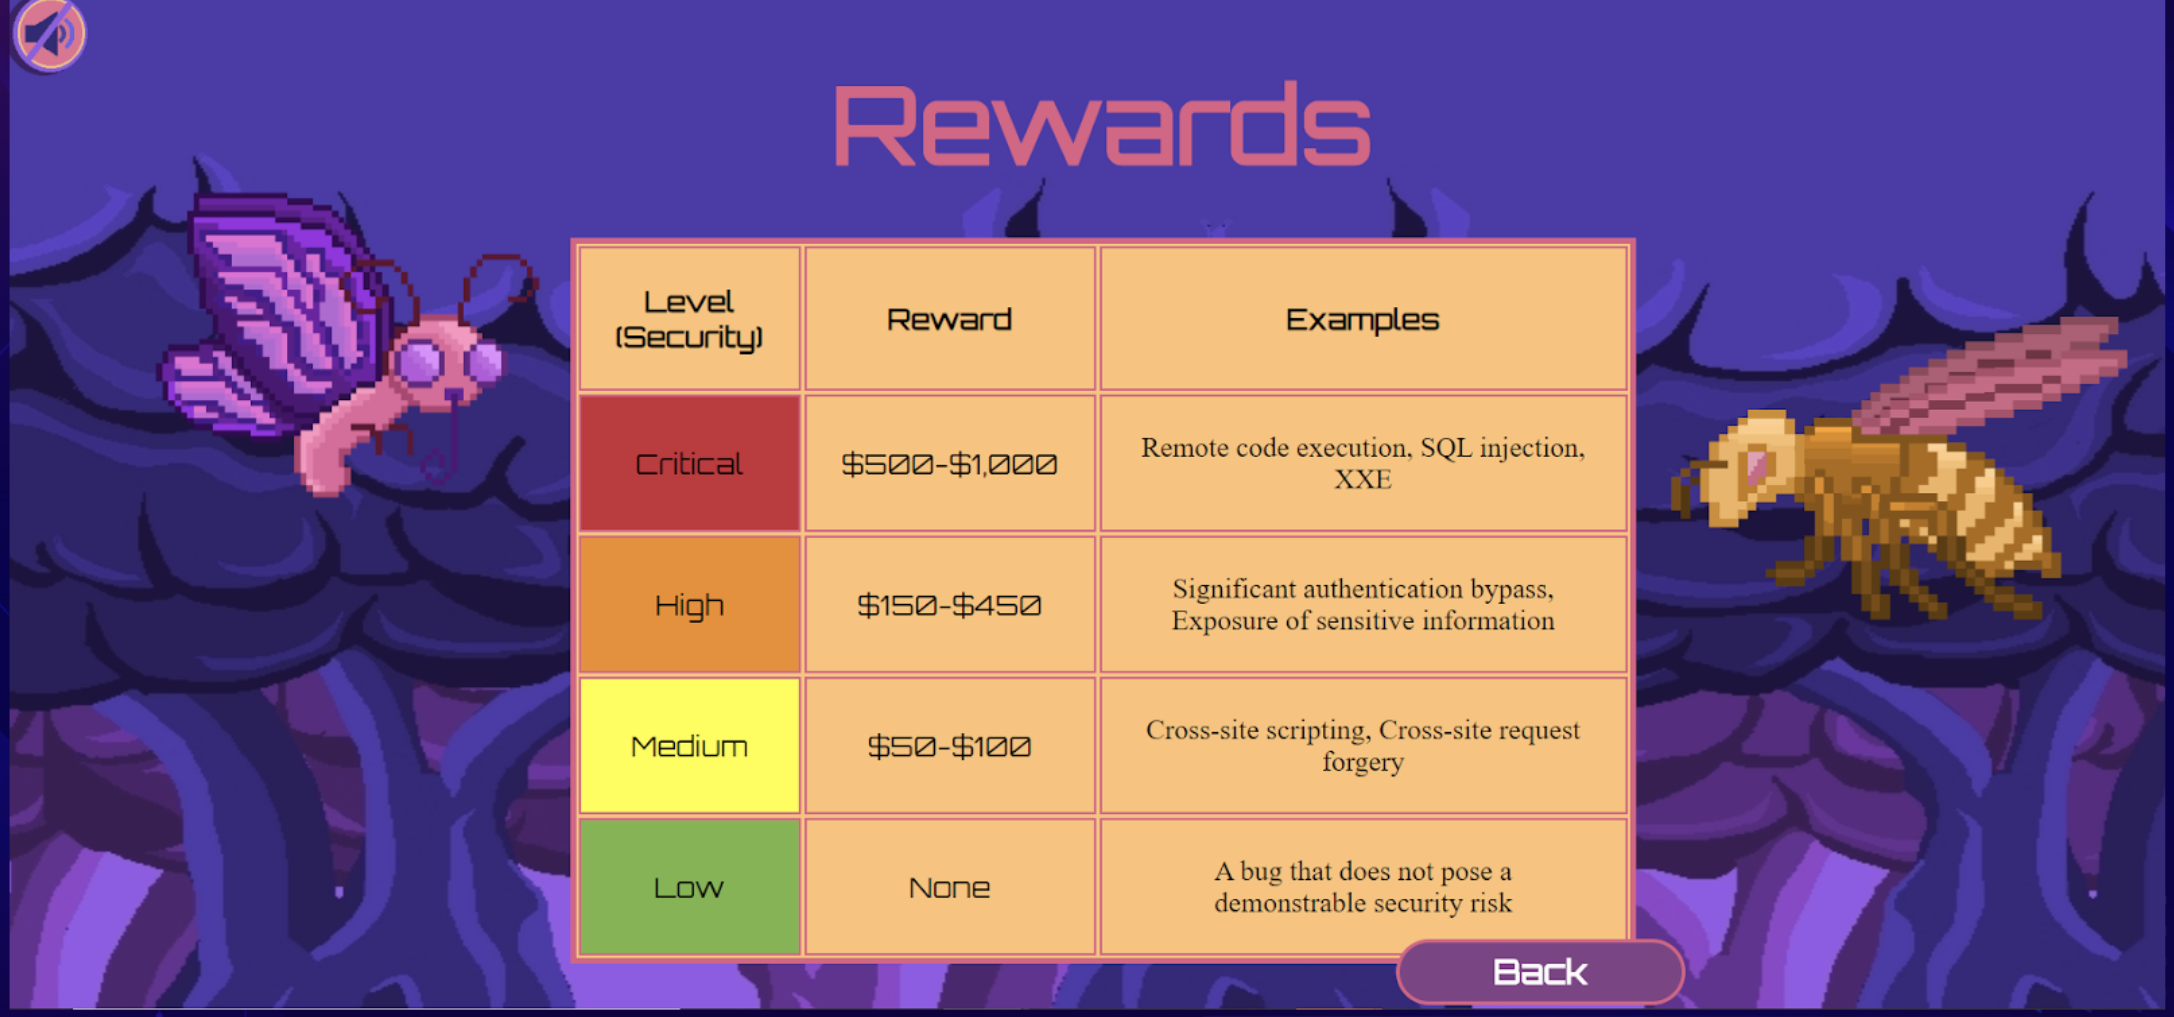 Rewards
Level
(Security)
Reward
Examples
Critical
$500-$1,000
Remote code execution, SQL injection,
XXE
High
$150-$450
Significant authentication bypass,
Exposure of sensitive information
Medium
$50-$100
Cross-site scripting, Cross-site request
forgery
Low
None
A bug that does not pose a
demonstrable security risk
Back